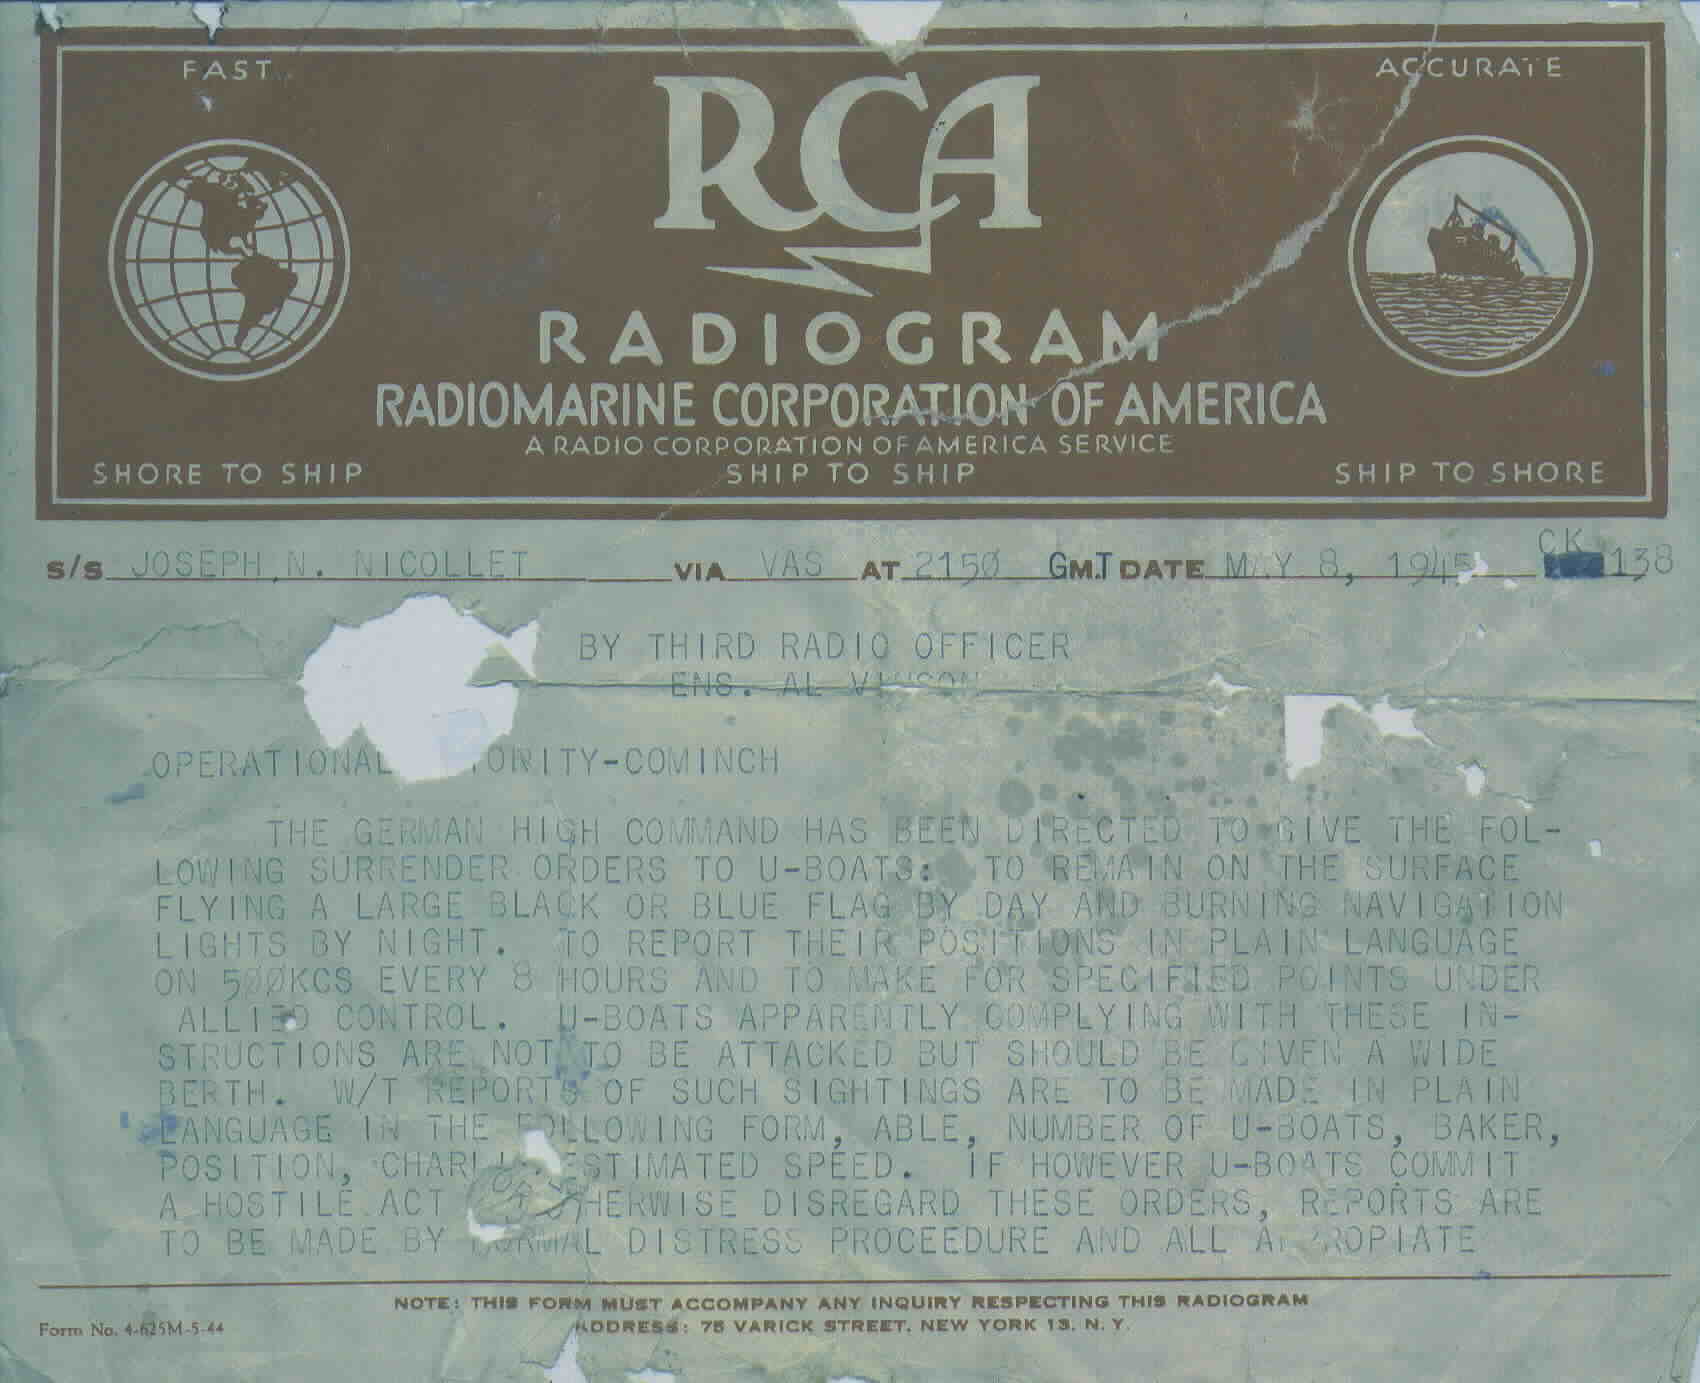 FAST
ACCURATE
RCA
RADIOGRAM
RADIOMARINE CORPORATION OF AMERICA
A RADIO CORPORATION OF AMERICA SERVICE
SHORE TO SHIP
SHIP TO SHIP
SHIP TO SHORE
S/S JOSEPH N. NICOLLET VIA VAS AT 2150 GMT DATE MAY 8, 1945 CK 138
BY THIRD RADIO OFFICER
ENS. AL VINSON
OPERATIONAL -COMINCH
THE GERMAN HIGH COMMAND HAS BEEN DIRECTED TO GIVE THE FOL-
LOWING SURRENDER ORDERS TO U-BOATS: TO REMAIN ON THE SURFACE
FLYING A LARGE BLACK OR BLUE FLAG BY DAY AND BURNING NAVIGATION
LIGHTS BY NIGHT. TO REPORT THEIR POSITIONS IN PLAIN LANGUAGE
ON 500KCS EVERY 8 HOURS AND TO MAKE FOR SPECIFIED POINTS UNDER
ALLIED CONTROL. U-BOATS APPARENTLY COMPLYING WITH THESE IN-
STRUCTIONS ARE NOT TO BE ATTACKED BUT SHOULD BE GIVEN A WIDE
BERTH. W/T REPORTS OF SUCH SIGHTINGS ARE TO BE MADE IN PLAIN
LANGUAGE IN THE FOLLOWING FORM, ABLE, NUMBER OF U-BOATS, BAKER,
POSITION, ESTIMATED SPEED. IF HOWEVER U-BOATS COMMIT
A HOSTILE ACT OR OTHERWISE DISREGARD THESE ORDERS, REPORTS ARE
TO BE MADE BY NORMAL DISTRESS PROCEEDURE AND ALL
NOTE: THIS FORM MUST ACCOMPANY ANY INQUIRY RESPECTING THIS RADIOGRAM
Form No. 4-625M-5-44
ADDRESS: 75 VARICK STREET, NEW YORK 13, N. Y.